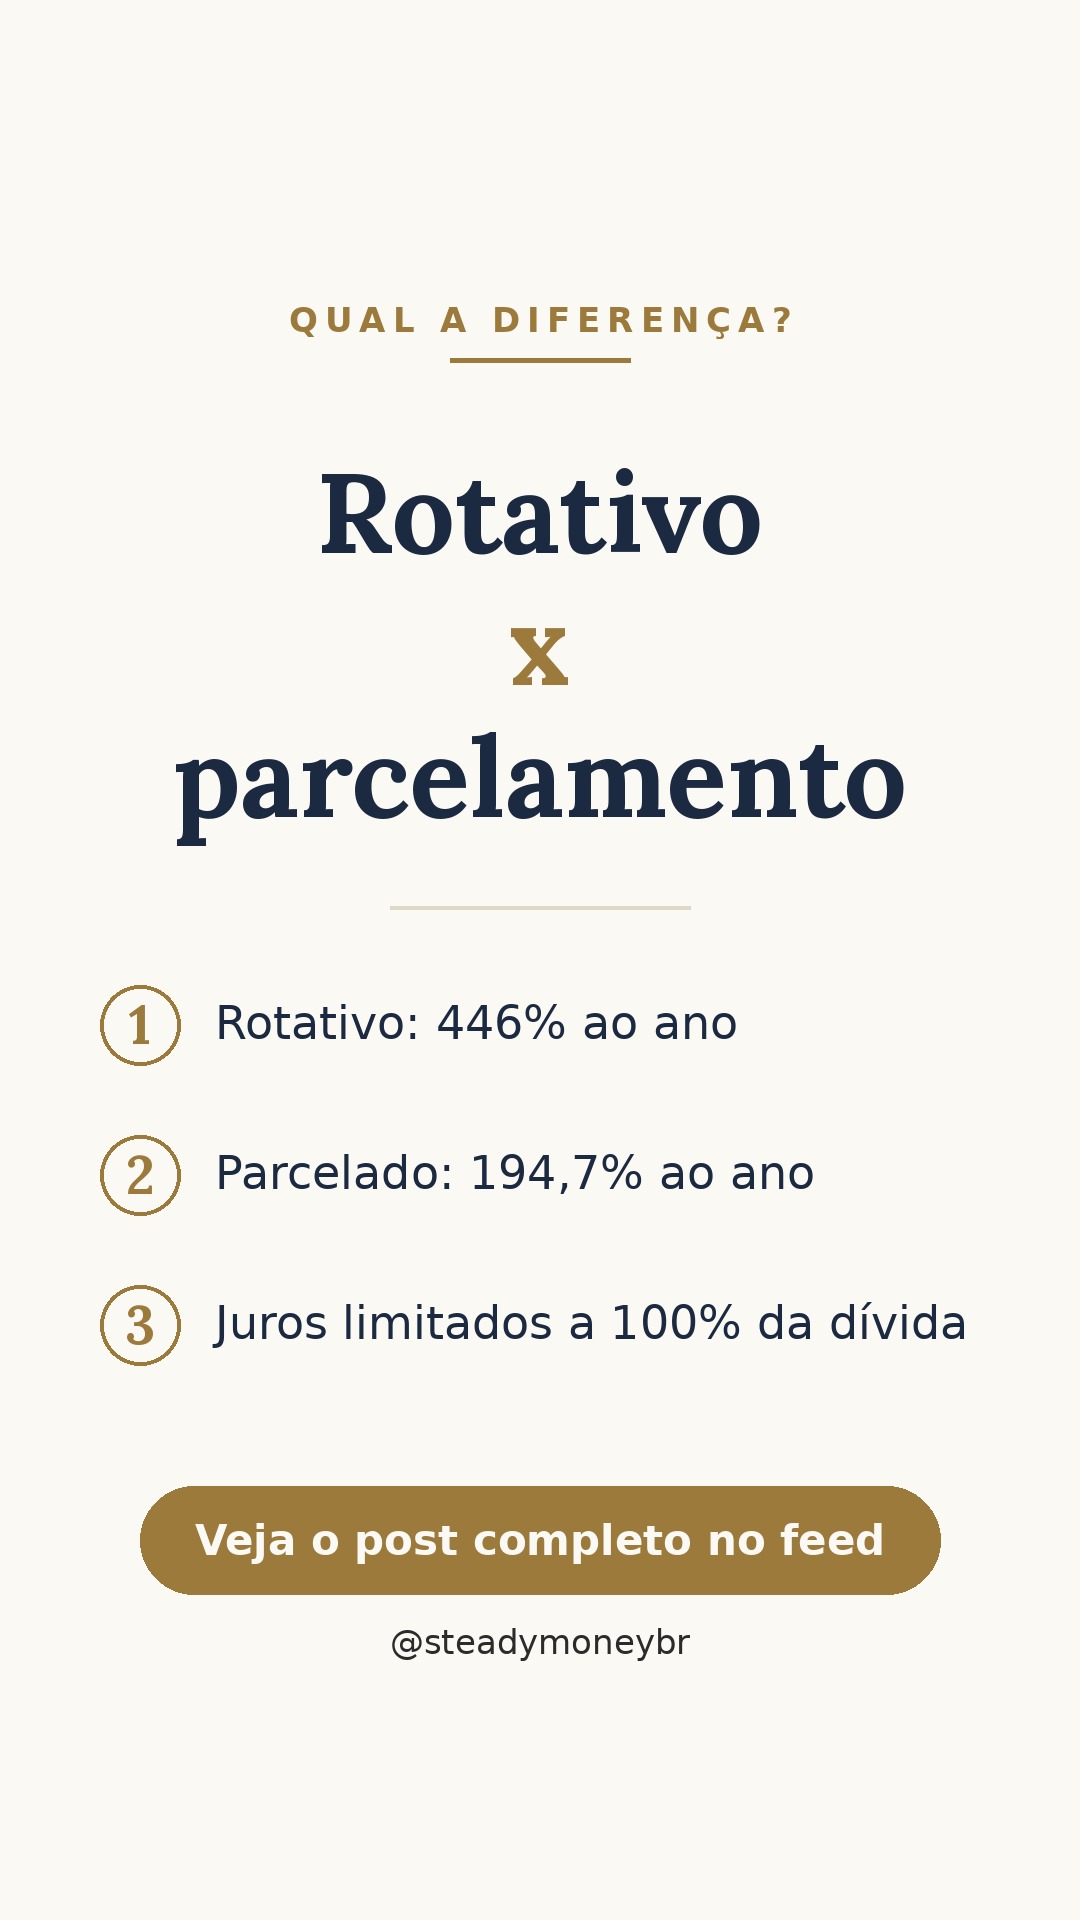 QUAL A DIFERENÇA?
Rotativo
x
parcelamento
1 Rotativo: 446% ao ano
2 Parcelado: 194,7% ao ano
3 Juros limitados a 100% da dívida
Veja o post completo no feed
@steadymoneybr